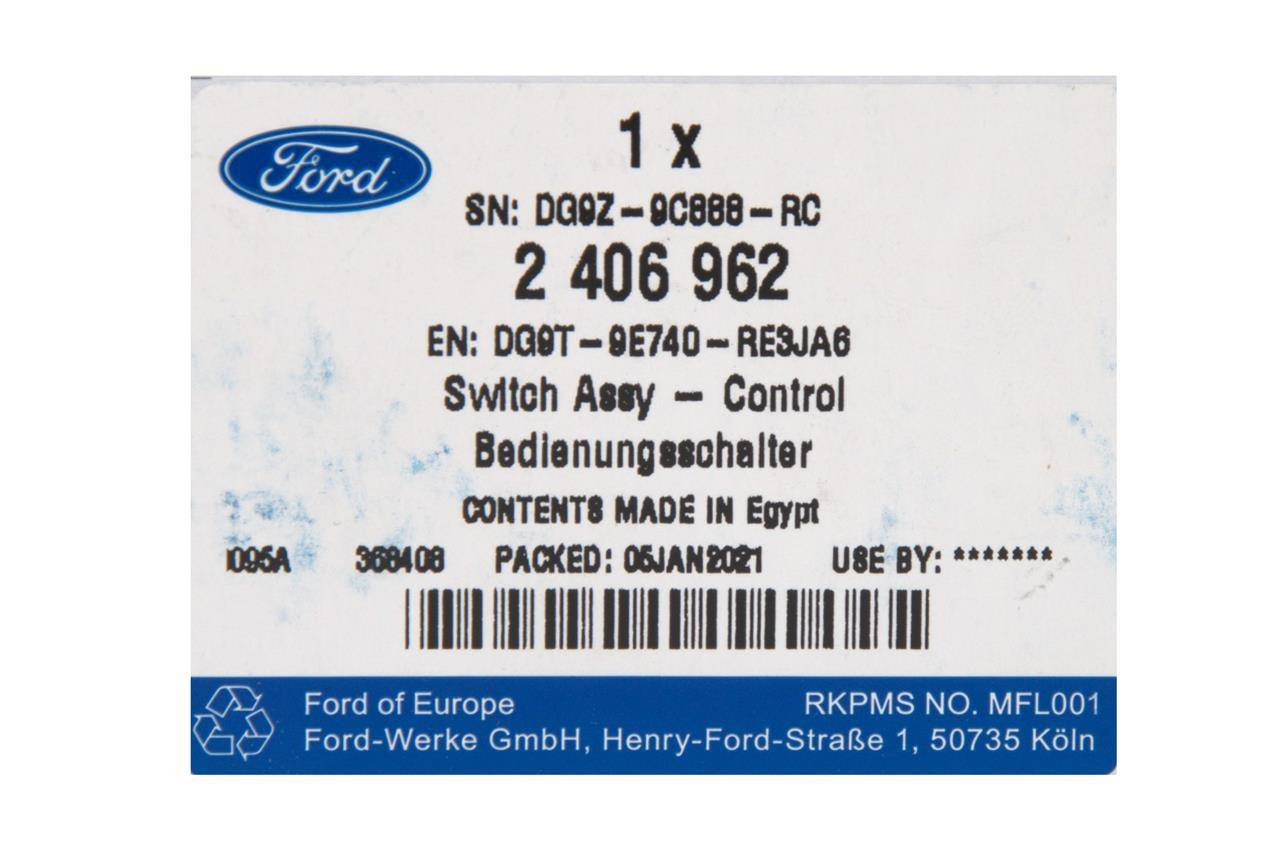 Ford
1 x
SN: DG9Z-9C888-RC
2 406 962
EN: DG9T-9E740-RE3JA6
Switch Assy - Control
Bedienungsschalter
CONTENTS MADE IN Egypt
368408 PACKED: 05JAN2021 USE BY: *******
Ford of Europe RKPMS NO. MFL001
Ford-Werke GmbH, Henry-Ford-Straße 1, 50735 Köln